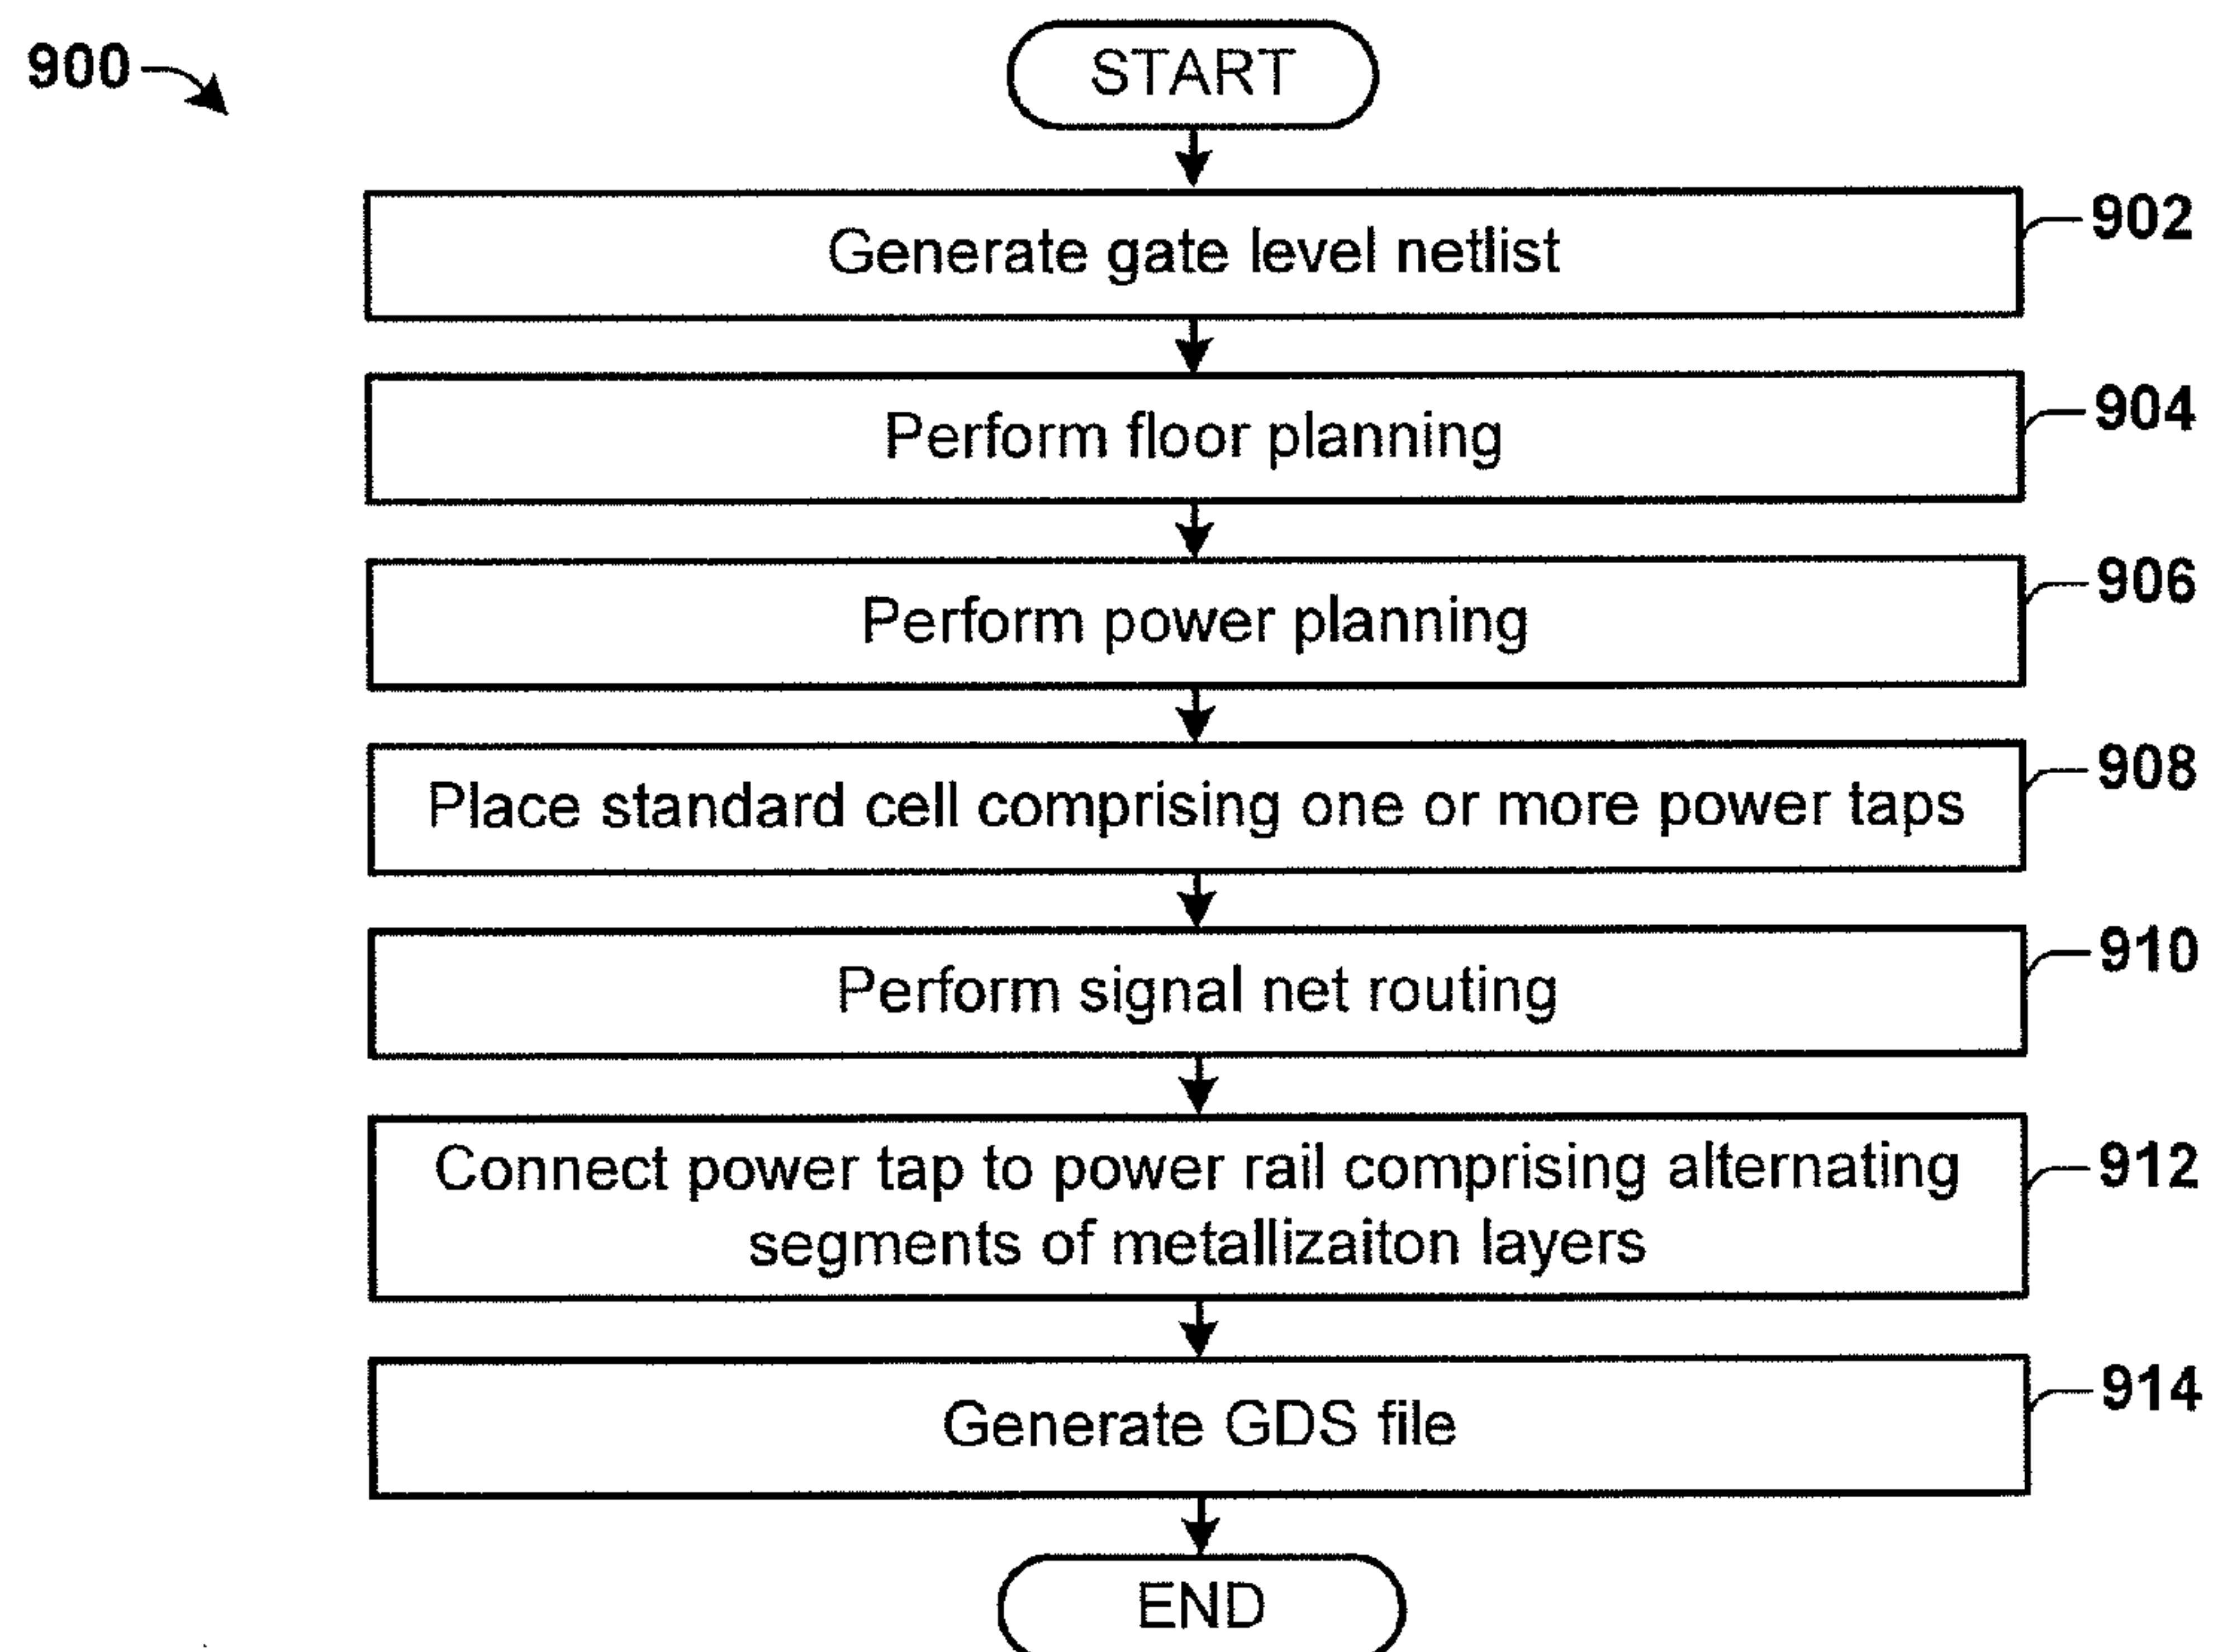 900
START
Generate gate level netlist
902
Perform floor planning
904
Perform power planning
906
Place standard cell comprising one or more power taps
908
Perform signal net routing
910
Connect power tap to power rail comprising alternating
segments of metallizaiton layers
912
Generate GDS file
914
END